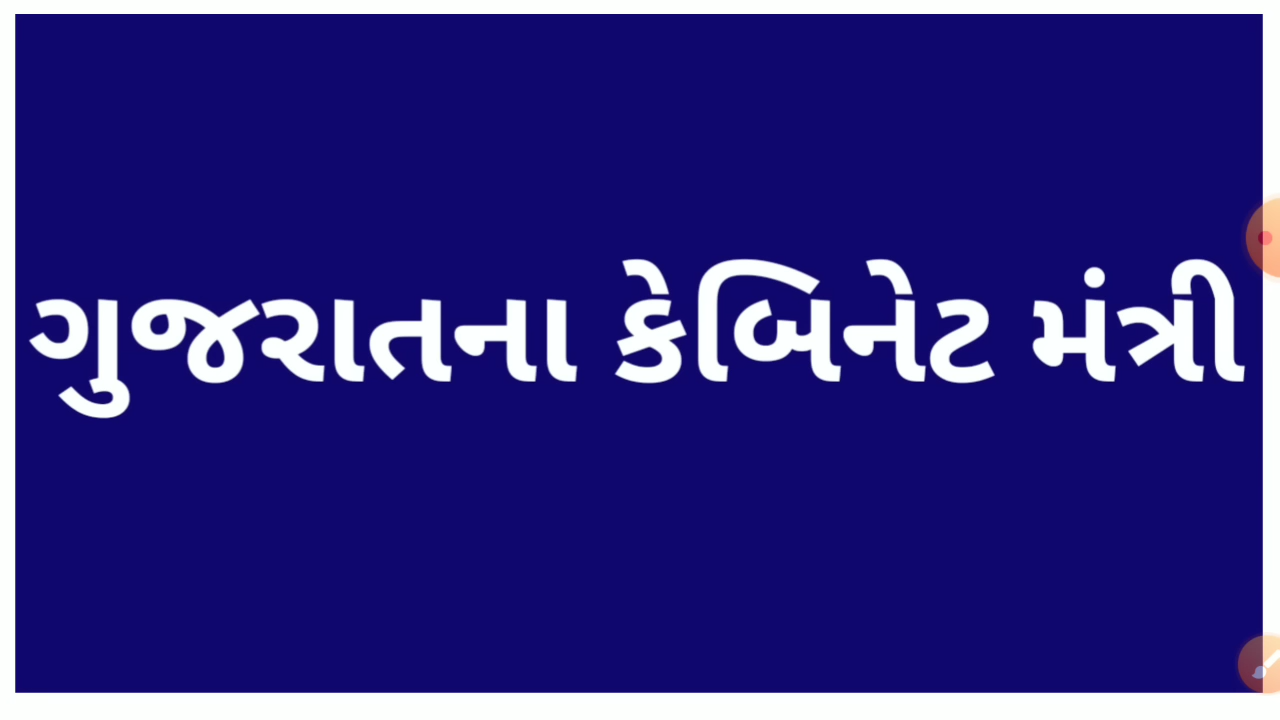 ગુજરાતના કેબિનેટ મંત્રી